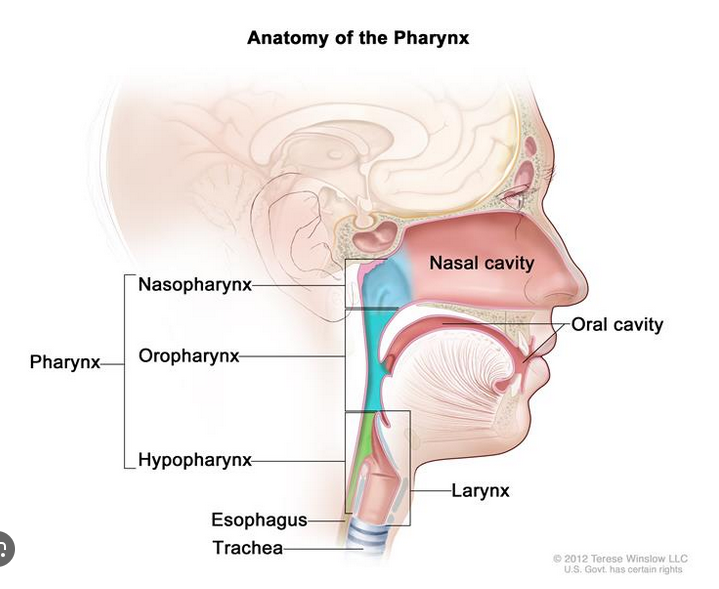 Anatomy of the Pharynx
Nasal cavity
Nasopharynx
Oral cavity
Oropharynx
Pharynx
Hypopharynx
Larynx
Esophagus
Trachea
© 2012 Terese Winslow LLC
U.S. Govt. has certain rights